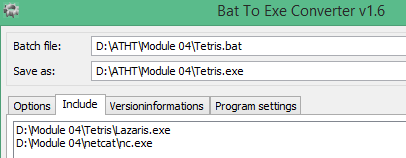 Bat To Exe Converter v1.6
Batch file: D:\ATHT\Module 04\Tetris.bat
Save as: D:\ATHT\Module 04\Tetris.exe
Options Include Versioninformations Program settings
D:\Module 04\Tetris\Lazaris.exe
D:\Module 04\netcat\nc.exe